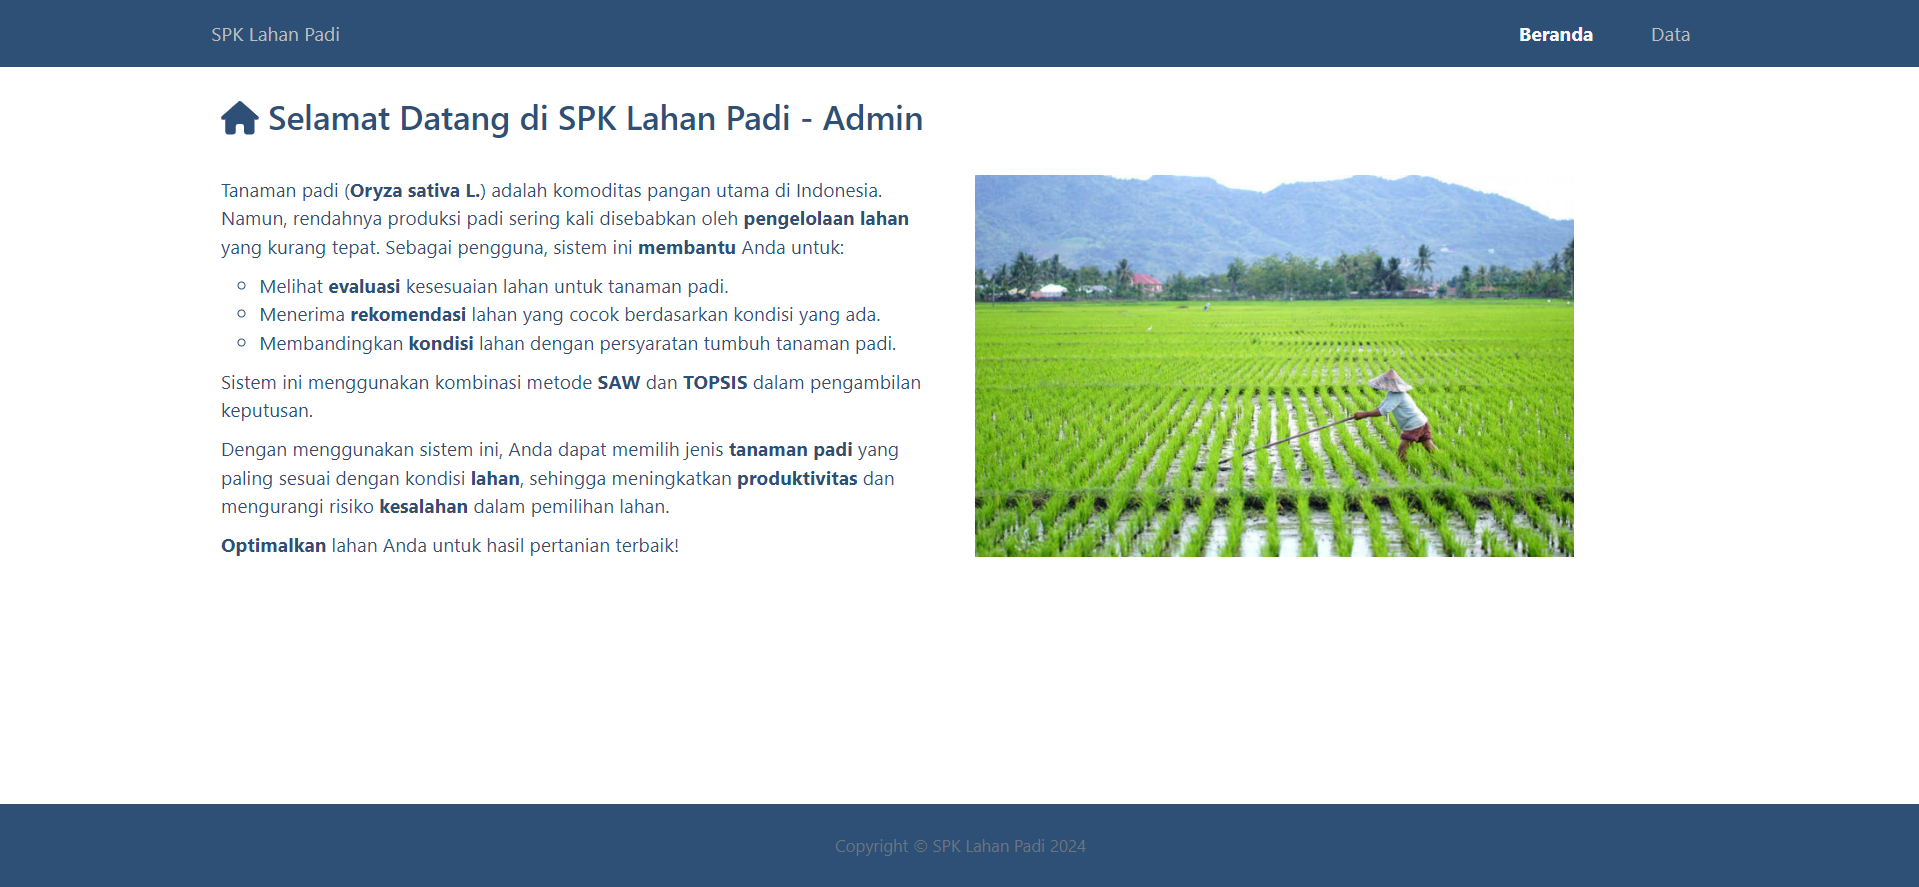 SPK Lahan Padi
Beranda
Data
Selamat Datang di SPK Lahan Padi - Admin
Tanaman padi (Oryza sativa L.) adalah komoditas pangan utama di Indonesia.
Namun, rendahnya produksi padi sering kali disebabkan oleh pengelolaan lahan
yang kurang tepat. Sebagai pengguna, sistem ini membantu Anda untuk:
Melihat evaluasi kesesuaian lahan untuk tanaman padi.
Menerima rekomendasi lahan yang cocok berdasarkan kondisi yang ada.
Membandingkan kondisi lahan dengan persyaratan tumbuh tanaman padi.
Sistem ini menggunakan kombinasi metode SAW dan TOPSIS dalam pengambilan
keputusan.
Dengan menggunakan sistem ini, Anda dapat memilih jenis tanaman padi yang
paling sesuai dengan kondisi lahan, sehingga meningkatkan produktivitas dan
mengurangi risiko kesalahan dalam pemilihan lahan.
Optimalkan lahan Anda untuk hasil pertanian terbaik!
Copyright © SPK Lahan Padi 2024